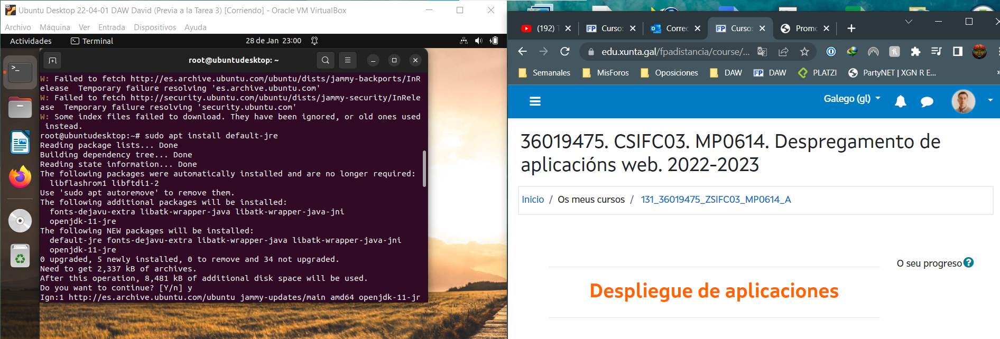 Ubuntu Desktop 22-04-01 DAW David (Previa a la Tarea 3) [Corriendo] - Oracle VM VirtualBox
Archivo Máquina Ver Entrada Dispositivos Ayuda
Actividades Terminal 28 de Jan 23:00
root@ubuntudesktop: ~
W: Failed to fetch http://es.archive.ubuntu.com/ubuntu/dists/jammy-backports/InR
elease  Temporary failure resolving 'es.archive.ubuntu.com'
W: Failed to fetch http://security.ubuntu.com/ubuntu/dists/jammy-security/InRele
ase  Temporary failure resolving 'security.ubuntu.com'
W: Some index files failed to download. They have been ignored, or old ones used
instead.
root@ubuntudesktop:~# sudo apt install default-jre
Reading package lists... Done
Building dependency tree... Done
Reading state information... Done
The following packages were automatically installed and are no longer required:
libflashrom1 libftdi1-2
Use 'sudo apt autoremove' to remove them.
The following additional packages will be installed:
fonts-dejavu-extra libatk-wrapper-java libatk-wrapper-java-jni
openjdk-11-jre
The following NEW packages will be installed:
default-jre fonts-dejavu-extra libatk-wrapper-java libatk-wrapper-java-jni
openjdk-11-jre
0 upgraded, 5 newly installed, 0 to remove and 34 not upgraded.
Need to get 2,337 kB of archives.
After this operation, 8,481 kB of additional disk space will be used.
Do you want to continue? [Y/n] y
Ign:1 http://es.archive.ubuntu.com/ubuntu jammy-updates/main amd64 openjdk-11-jr
(192) T FP Curso: Correc FP Curso: Promo
edu.xunta.gal/fpadistancia/course/...
Semanales MisForos Oposiciones DAW FP DAW PLATZI PartyNET | XGN R E...
Galego (gl)
36019475. CSIFC03. MP0614. Despregamento de
aplicacións web. 2022-2023
Inicio / Os meus cursos / 131_36019475_ZSIFC03_MP0614_A
O seu progreso
Despliegue de aplicaciones